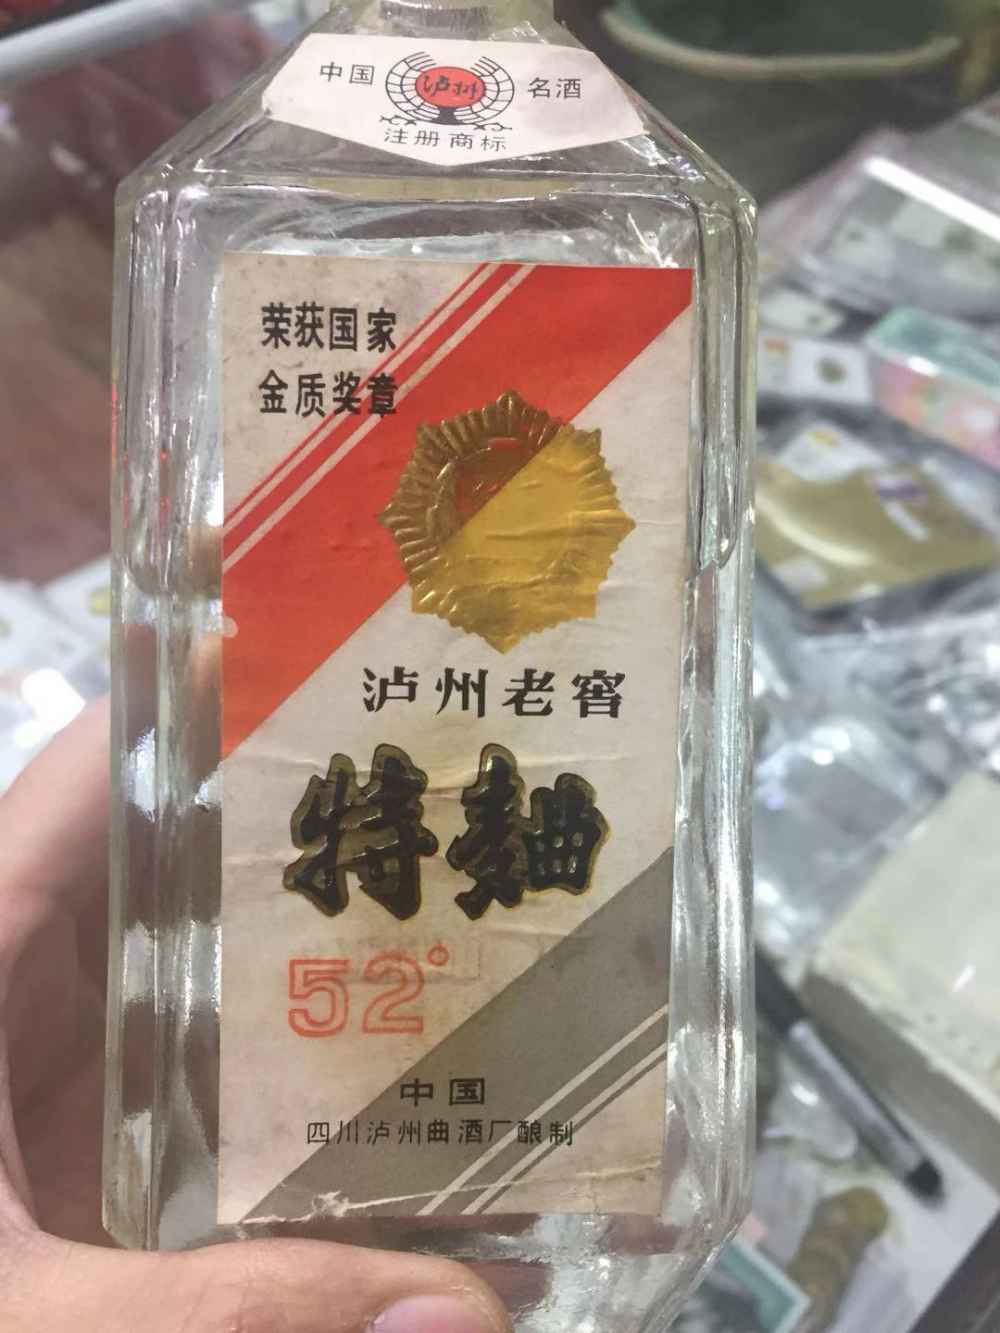 中国 泸州 名酒
注册商标
荣获国家
金质奖章
泸州老窖
特麯
52°
中国
四川泸州曲酒厂酿制